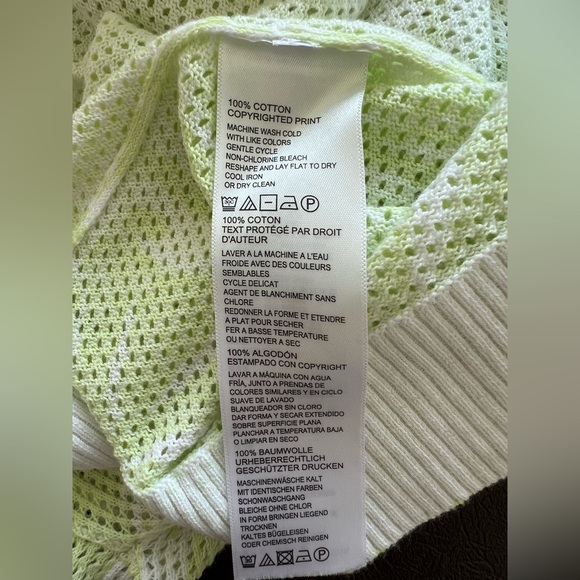 100% COTTON
COPYRIGHTED PRINT
MACHINE WASH COLD
WITH LIKE COLORS
GENTLE CYCLE
NON-CHLORINE BLEACH
RESHAPE AND LAY FLAT TO DRY
COOL IRON
OR DRY CLEAN
100% COTON
TEXT PROTÉGÉ PAR DROIT
D'AUTEUR
LAVER A LA MACHINE A L'EAU
FROIDE AVEC DES COULEURS
SEMBLABLES
CYCLE DELICAT
AGENT DE BLANCHIMENT SANS
CHLORE
REDONNER LA FORME ET ETENDRE
A PLAT POUR SECHER
FER A BASSE TEMPERATURE
OU NETTOYER A SEC
100% ALGODÓN
ESTAMPADO CON COPYRIGHT
LAVAR A MÁQUINA CON AGUA
FRÍA, JUNTO A PRENDAS DE
COLORES SIMILARES Y EN CICLO
SUAVE DE LAVADO
BLANQUEADOR SIN CLORO
DAR FORMA Y SECAR EXTENDIDO
SOBRE SUPERFICIE PLANA
PLANCHAR A TEMPERATURA BAJA
O LIMPIAR EN SECO
100% BAUMWOLLE
URHEBERRECHTLICH
GESCHÜTZTER DRUCKEN
MASCHINENWÄSCHE KALT
MIT IDENTISCHEN FARBEN
SCHONWASCHGANG
BLEICHE OHNE CHLOR
IN FORM BRINGEN LIEGEND
TROCKNEN
KALTES BÜGELEISEN
ODER CHEMISCH REINIGEN